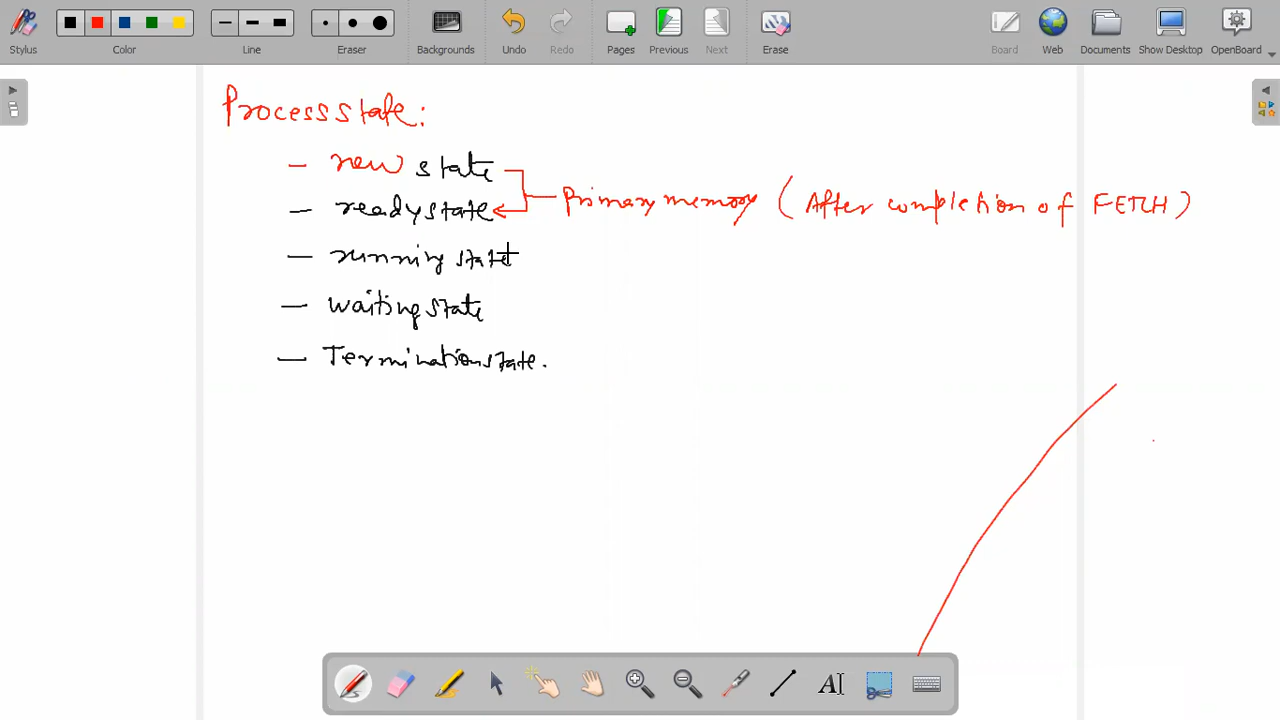 Stylus Color Line Eraser Backgrounds Undo Redo Pages Previous Next Erase Board Web Documents Show Desktop OpenBoard
Process state:
- new state
Primary memory (After completion of FETCH)
- ready state
- running state
- waiting state
- Termination state.